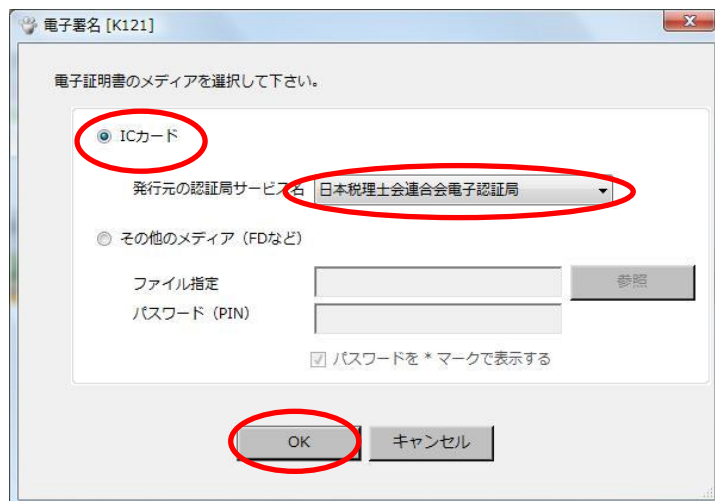 電子署名 [K121]
電子証明書のメディアを選択して下さい。
ICカード
発行元の認証局サービス名 日本税理士会連合会電子認証局
その他のメディア（FDなど）
ファイル指定 参照
パスワード（PIN）
パスワードを * マークで表示する
OK キャンセル